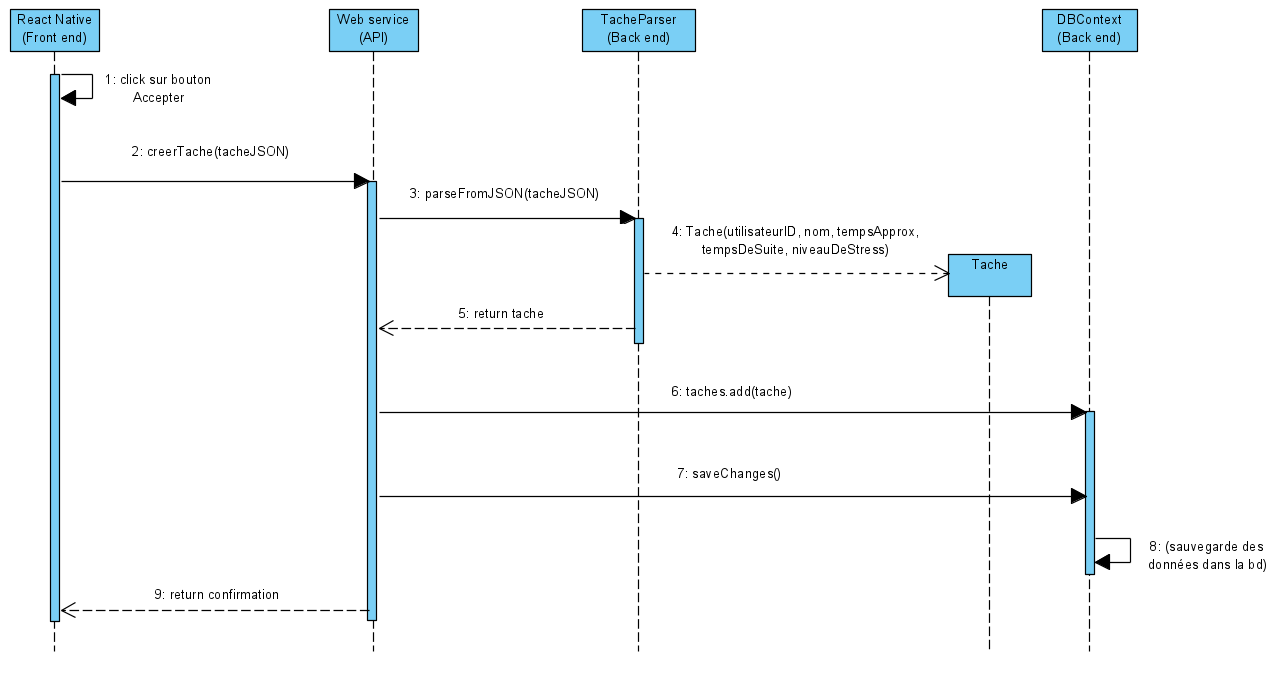 React Native
(Front end)
Web service
(API)
TacheParser
(Back end)
DBContext
(Back end)
1: click sur bouton
Accepter
2: creerTache(tacheJSON)
3: parseFromJSON(tacheJSON)
4: Tache(utilisateurID, nom, tempsApprox,
tempsDeSuite, niveauDeStress)
Tache
5: return tache
6: taches.add(tache)
7: saveChanges()
8: (sauvegarde des
données dans la bd)
9: return confirmation